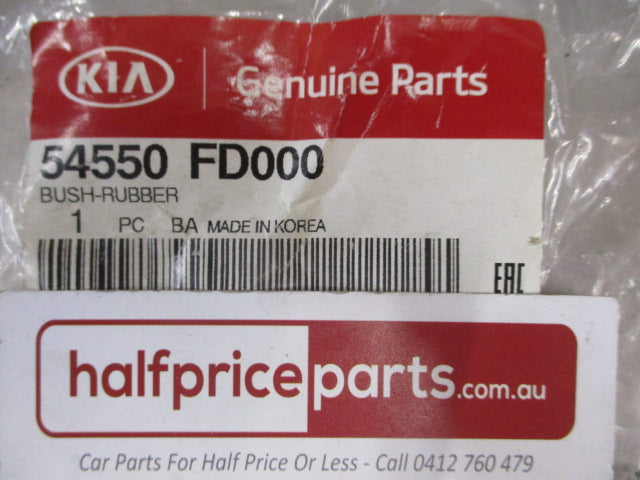 KIA Genuine Parts
54550 FD000
BUSH-RUBBER
1 PC BA MADE IN KOREA
EAC
halfpriceparts.com.au
Car Parts For Half Price Or Less - Call 0412 760 479